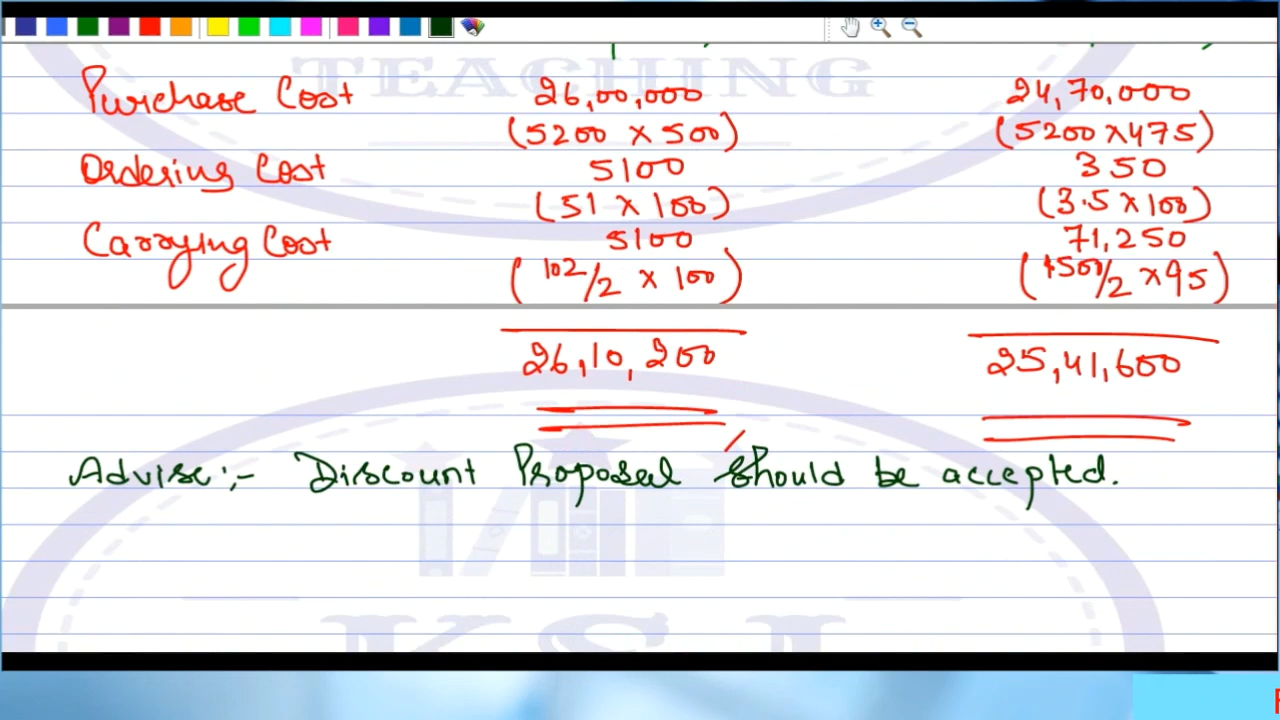 TEACHING
Purchase Cost 26,00,000 24,70,000
(5200 × 500) (5200 × 475)
Ordering Cost 5100 350
(51 × 100) (3.5 × 100)
Carrying Cost 5100 71,250
(102/2 × 100) (1500/2 × 95)
26,10,200 25,41,600
Advise:- Discount Proposal should be accepted.